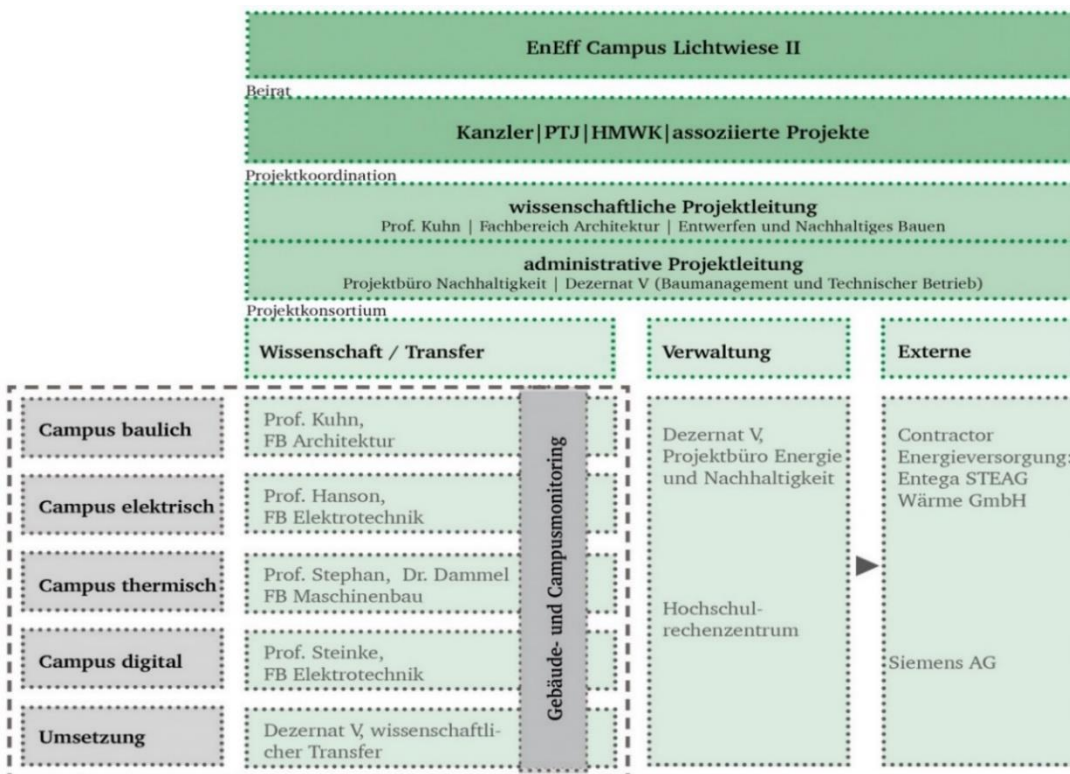 EnEff Campus Lichtwiese II
Beirat
Kanzler|PTJ|HMWK|assoziierte Projekte
Projektkoordination
wissenschaftliche Projektleitung
Prof. Kuhn | Fachbereich Architektur | Entwerfen und Nachhaltiges Bauen
administrative Projektleitung
Projektbüro Nachhaltigkeit | Dezernat V (Baumanagement und Technischer Betrieb)
Projektkonsortium
Wissenschaft / Transfer
Verwaltung
Externe
Campus baulich
Prof. Kuhn,
FB Architektur
Campus elektrisch
Prof. Hanson,
FB Elektrotechnik
Campus thermisch
Prof. Stephan, Dr. Dammel
FB Maschinenbau
Campus digital
Prof. Steinke,
FB Elektrotechnik
Umsetzung
Dezernat V, wissenschaftli-
cher Transfer
Gebäude- und Campusmonitoring
Dezernat V,
Projektbüro Energie
und Nachhaltigkeit
Hochschul-
rechenzentrum
Contractor
Energieversorgung:
Entega STEAG
Wärme GmbH
Siemens AG